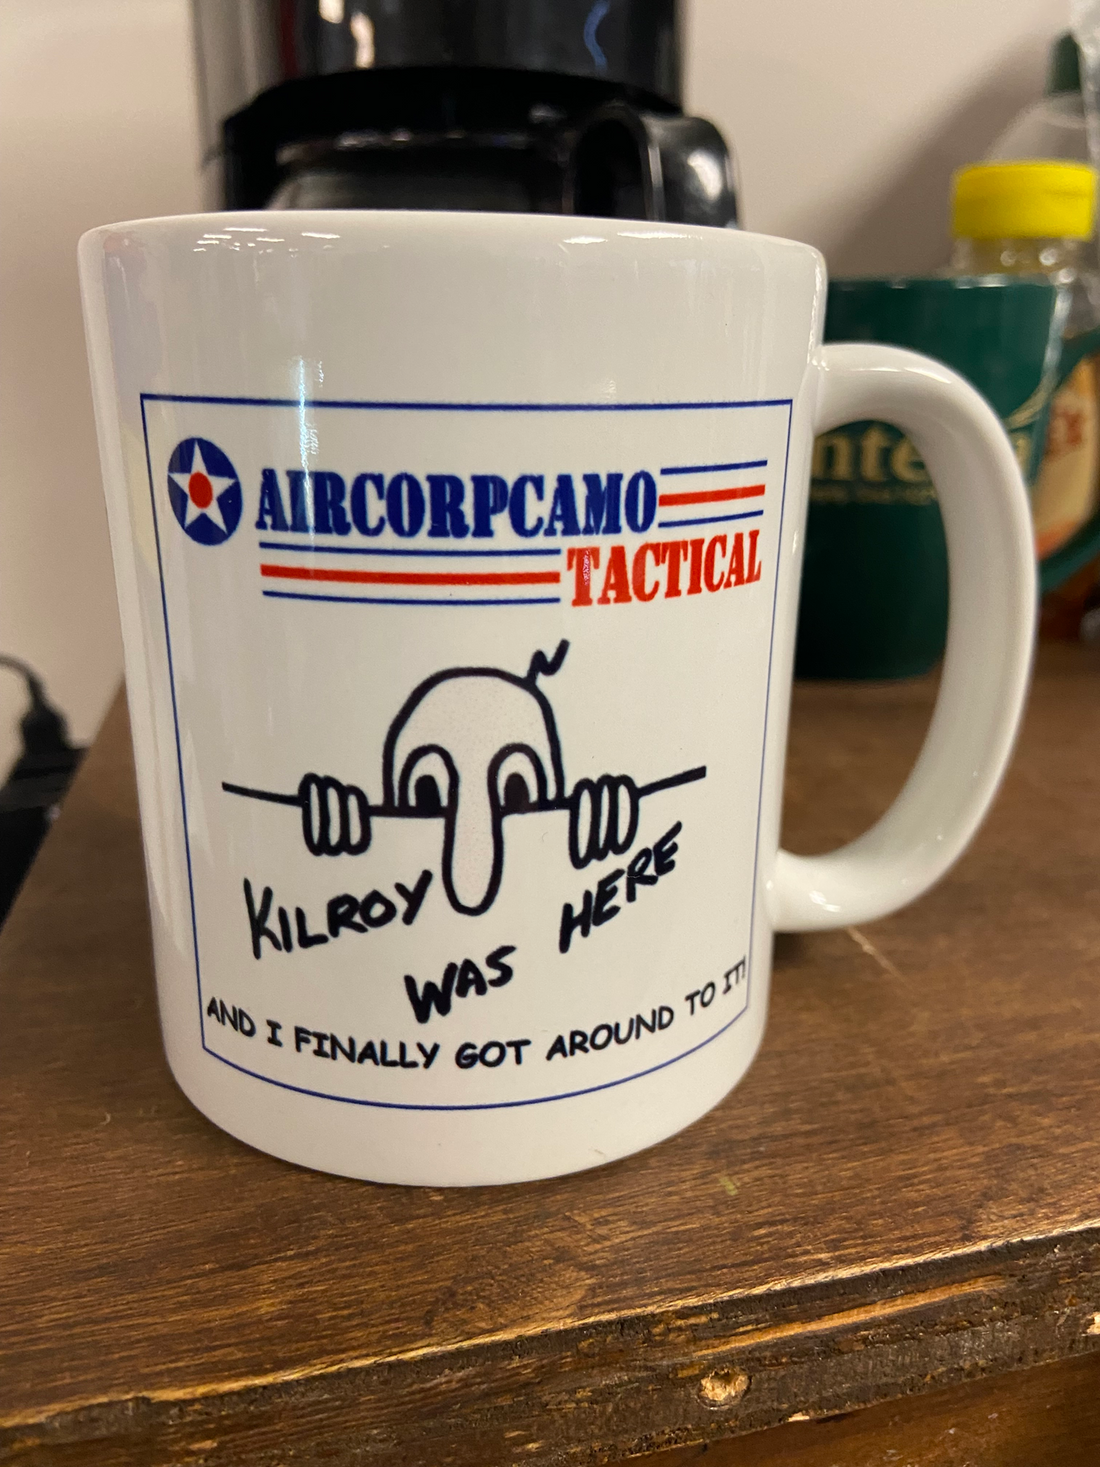 AIRCORPCAMO
TACTICAL
KILROY
WAS
HERE
AND I FINALLY GOT AROUND TO IT!